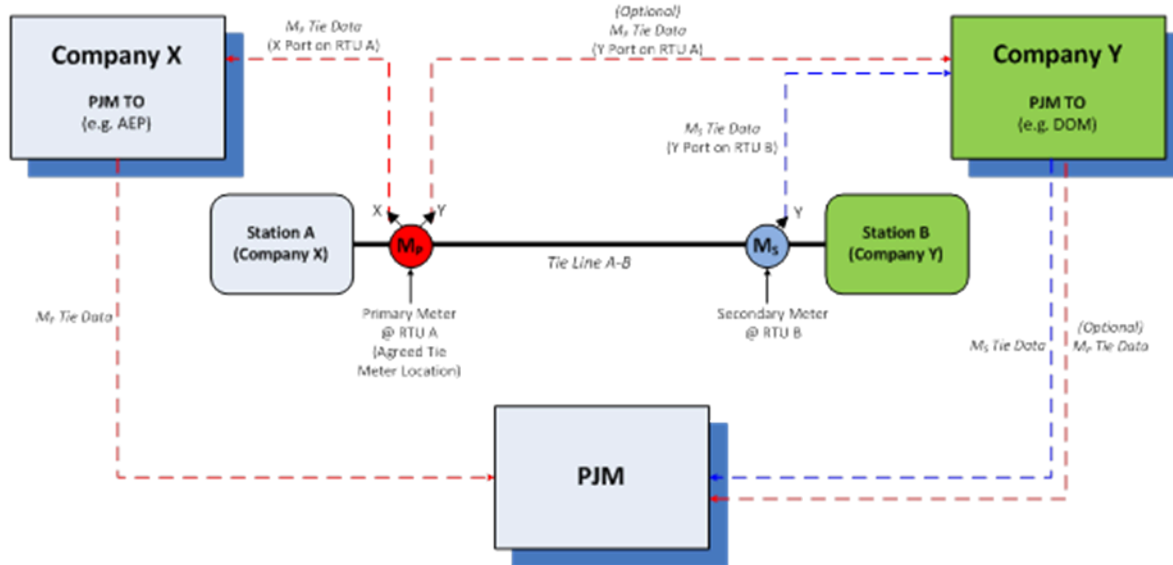 Company X
PJM TO
(e.g. AEP)
MP Tie Data
(X Port on RTU A)
(Optional)
MP Tie Data
(Y Port on RTU A)
Company Y
PJM TO
(e.g. DOM)
MS Tie Data
(Y Port on RTU B)
X
Y
Y
Station A
(Company X)
MP
MS
Station B
(Company Y)
Tie Line A-B
Primary Meter
@ RTU A
(Agreed Tie
Meter Location)
Secondary Meter
@ RTU B
MP Tie Data
MS Tie Data
(Optional)
MP Tie Data
PJM